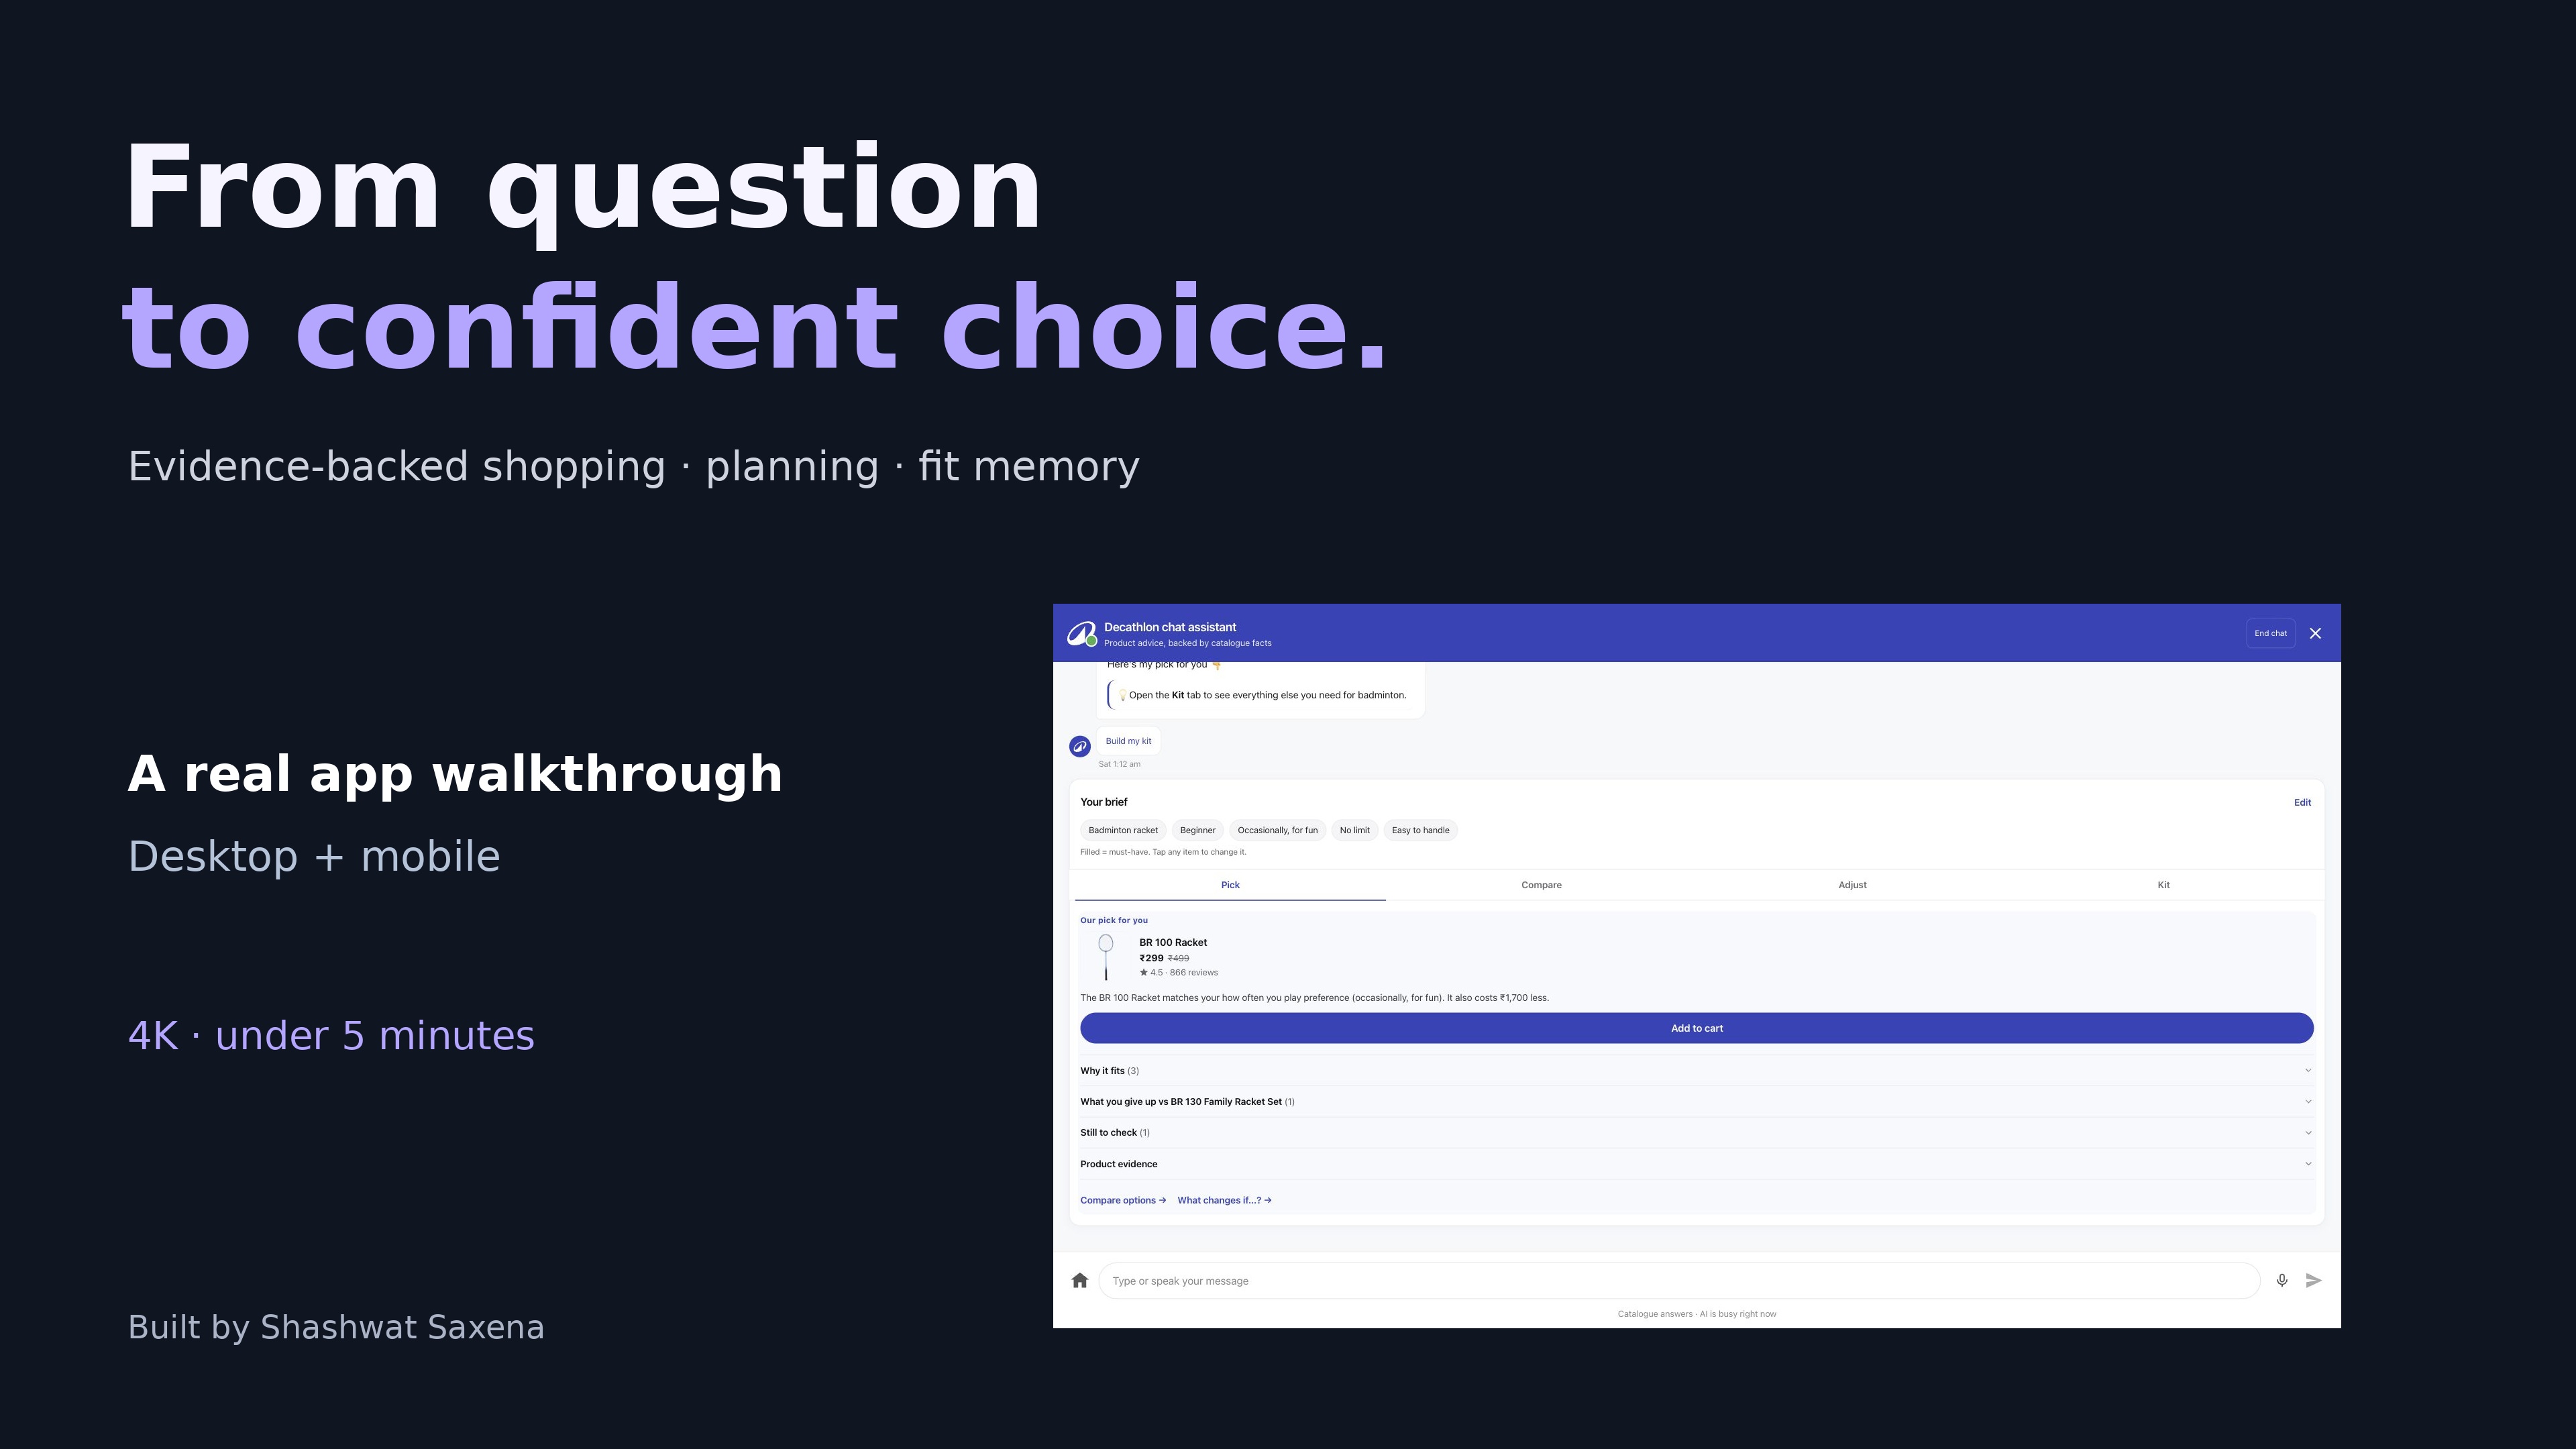 From question
to confident choice.
Evidence-backed shopping · planning · fit memory
A real app walkthrough
Desktop + mobile
4K · under 5 minutes
Built by Shashwat Saxena
Decathlon chat assistant
Product advice, backed by catalogue facts
End chat
Here's my pick for you 👇
💡Open the Kit tab to see everything else you need for badminton.
Build my kit
Sat 1:12 am
Your brief
Edit
Badminton racket
Beginner
Occasionally, for fun
No limit
Easy to handle
Filled = must-have. Tap any item to change it.
Pick
Compare
Adjust
Kit
Our pick for you
BR 100 Racket
₹299 ₹499
★ 4.5 · 866 reviews
The BR 100 Racket matches your how often you play preference (occasionally, for fun). It also costs ₹1,700 less.
Add to cart
Why it fits (3)
What you give up vs BR 130 Family Racket Set (1)
Still to check (1)
Product evidence
Compare options → What changes if...? →
Type or speak your message
Catalogue answers · AI is busy right now